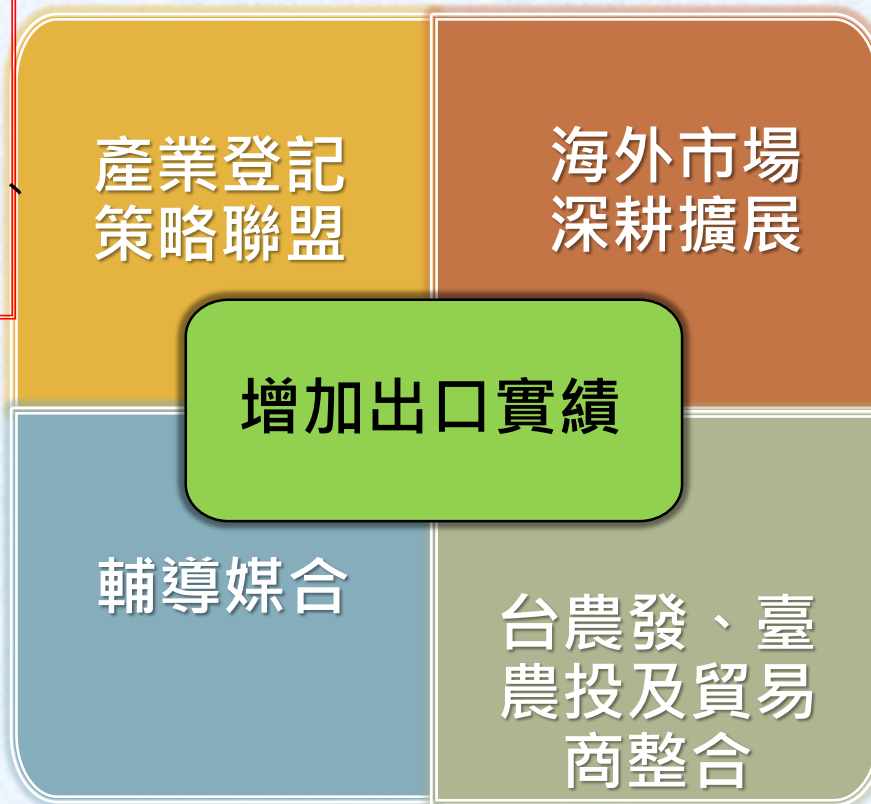 產業登記
策略聯盟
海外市場
深耕擴展
增加出口實績
輔導媒合
台農發、臺
農投及貿易
商整合